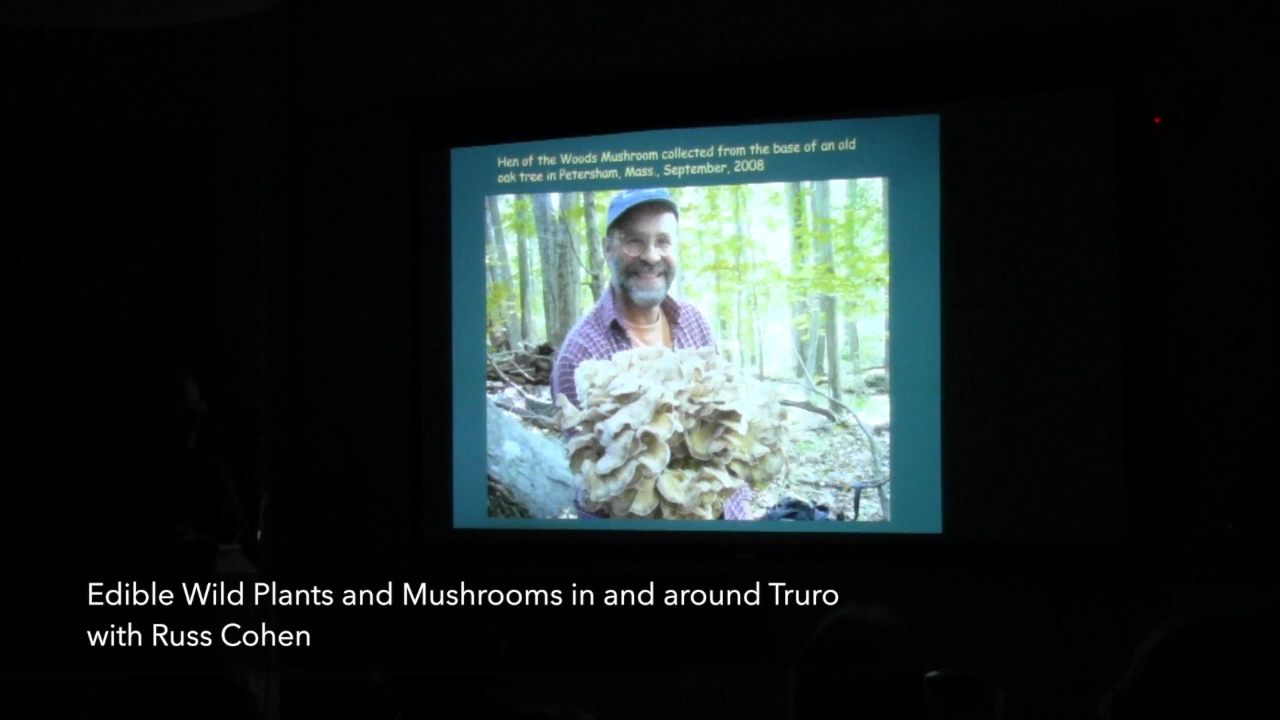 Hen of the Woods Mushroom collected from the base of an old
oak tree in Petersham, Mass., September, 2008
Edible Wild Plants and Mushrooms in and around Truro
with Russ Cohen